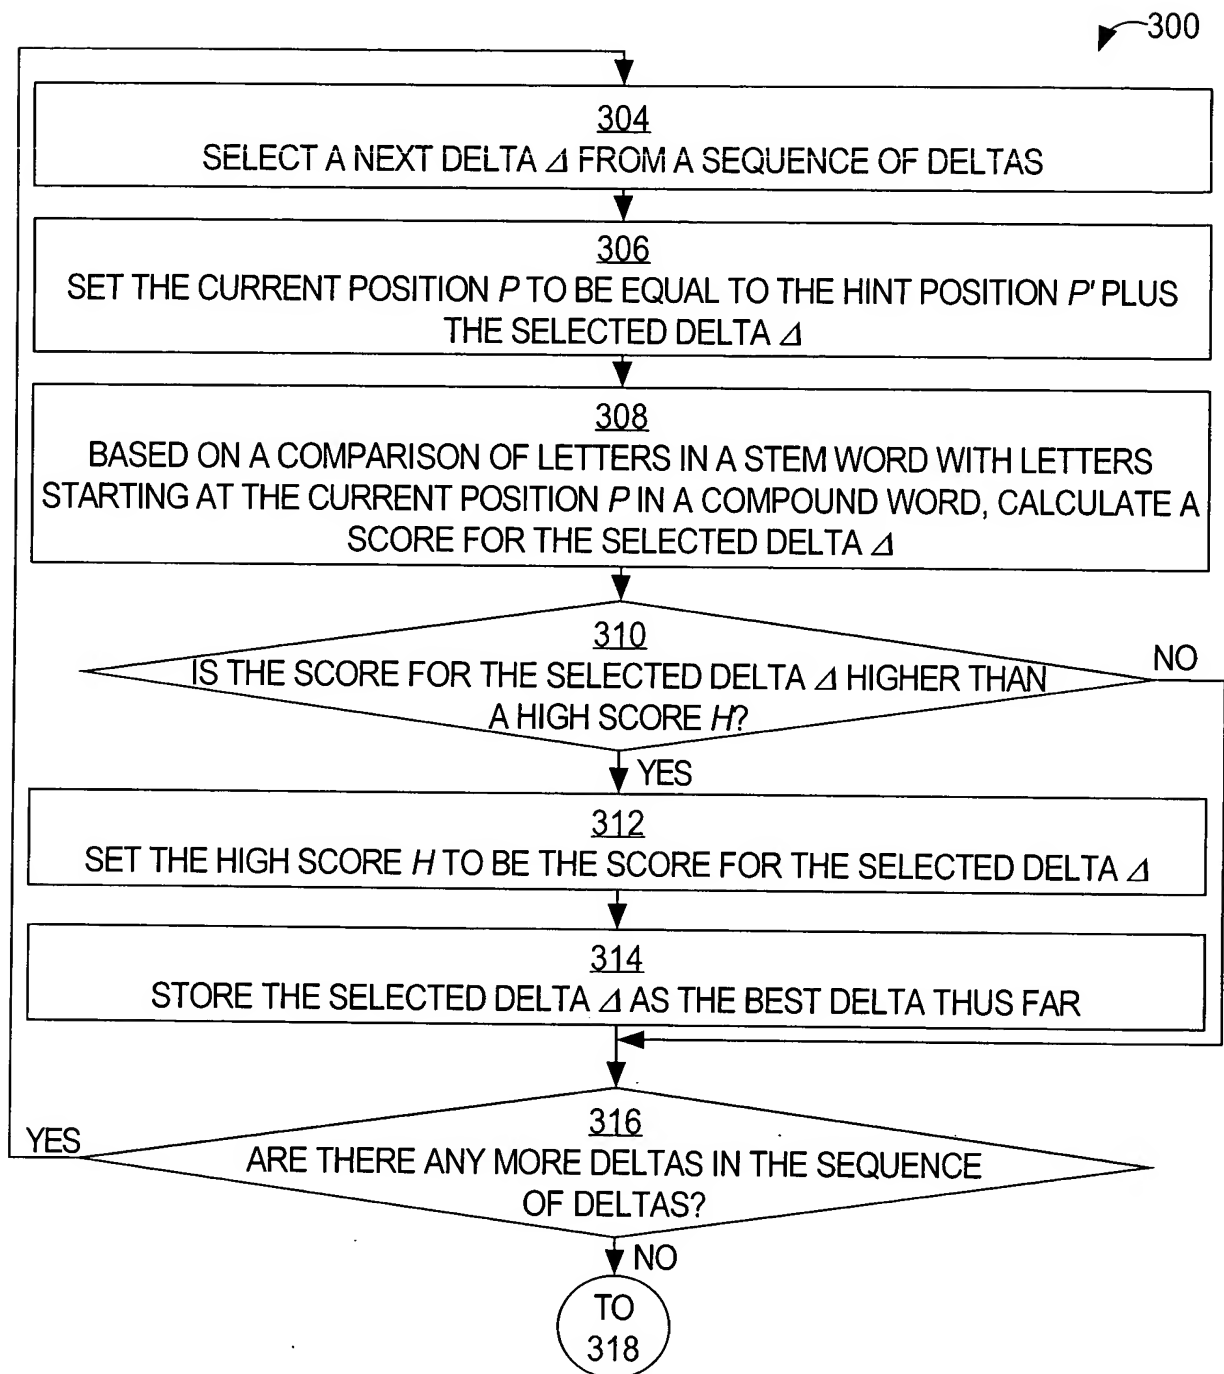 300
304
SELECT A NEXT DELTA Δ FROM A SEQUENCE OF DELTAS
306
SET THE CURRENT POSITION P TO BE EQUAL TO THE HINT POSITION P' PLUS
THE SELECTED DELTA Δ
308
BASED ON A COMPARISON OF LETTERS IN A STEM WORD WITH LETTERS
STARTING AT THE CURRENT POSITION P IN A COMPOUND WORD, CALCULATE A
SCORE FOR THE SELECTED DELTA Δ
310
IS THE SCORE FOR THE SELECTED DELTA Δ HIGHER THAN
A HIGH SCORE H?
NO
YES
312
SET THE HIGH SCORE H TO BE THE SCORE FOR THE SELECTED DELTA Δ
314
STORE THE SELECTED DELTA Δ AS THE BEST DELTA THUS FAR
316
YES
ARE THERE ANY MORE DELTAS IN THE SEQUENCE
OF DELTAS?
NO
TO
318